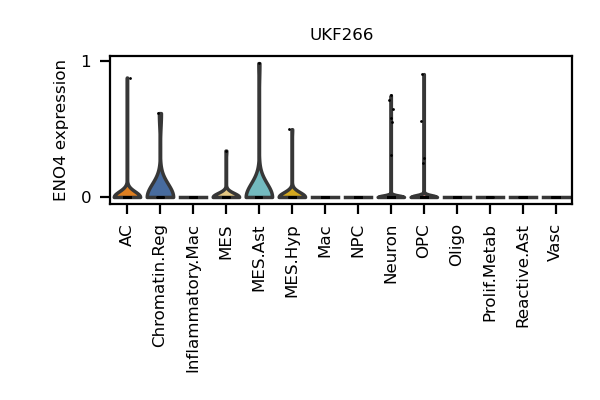 UKF266
ENO4 expression
1
0
AC
Chromatin.Reg
Inflammatory.Mac
MES
MES.Ast
MES.Hyp
Mac
NPC
Neuron
OPC
Oligo
Prolif.Metab
Reactive.Ast
Vasc